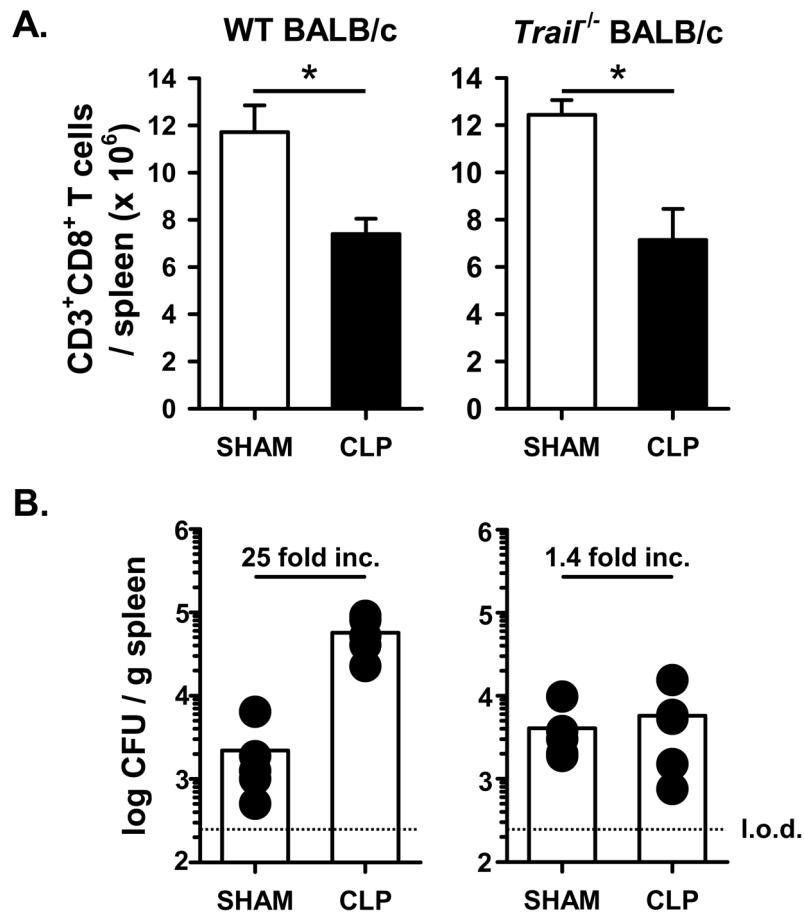 A.
WT BALB/c
Trail-/- BALB/c
CD3+CD8+ T cells
/ spleen (x 10^6)
14
12
10
8
6
4
2
0
*
SHAM
CLP
14
12
10
8
6
4
2
0
*
SHAM
CLP
B.
log CFU / g spleen
6
5
4
3
2
25 fold inc.
SHAM
CLP
6
5
4
3
2
1.4 fold inc.
l.o.d.
SHAM
CLP